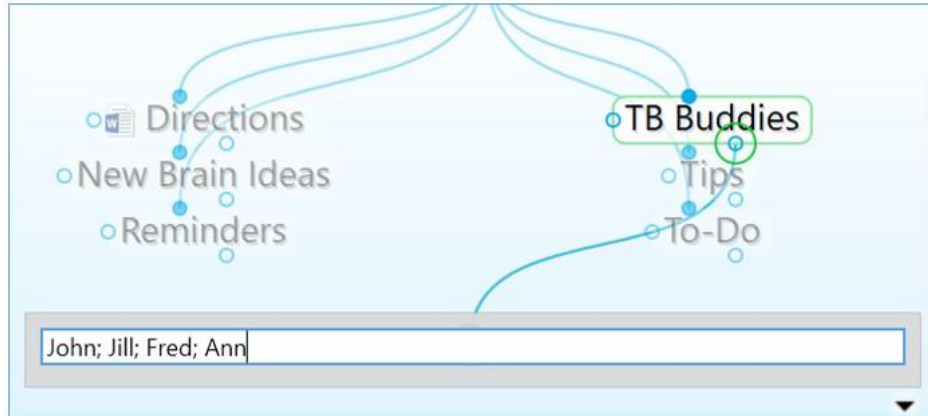 Directions
New Brain Ideas
Reminders
TB Buddies
Tips
To-Do
John; Jill; Fred; Ann